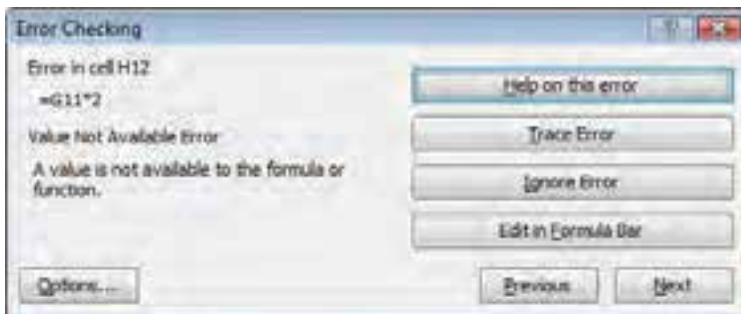 Error Checking
Error in cell H12
=G11*2
Value Not Available Error
A value is not available to the formula or
function.
Help on this error
Trace Error
Ignore Error
Edit in Formula Bar
Options...
Previous
Next